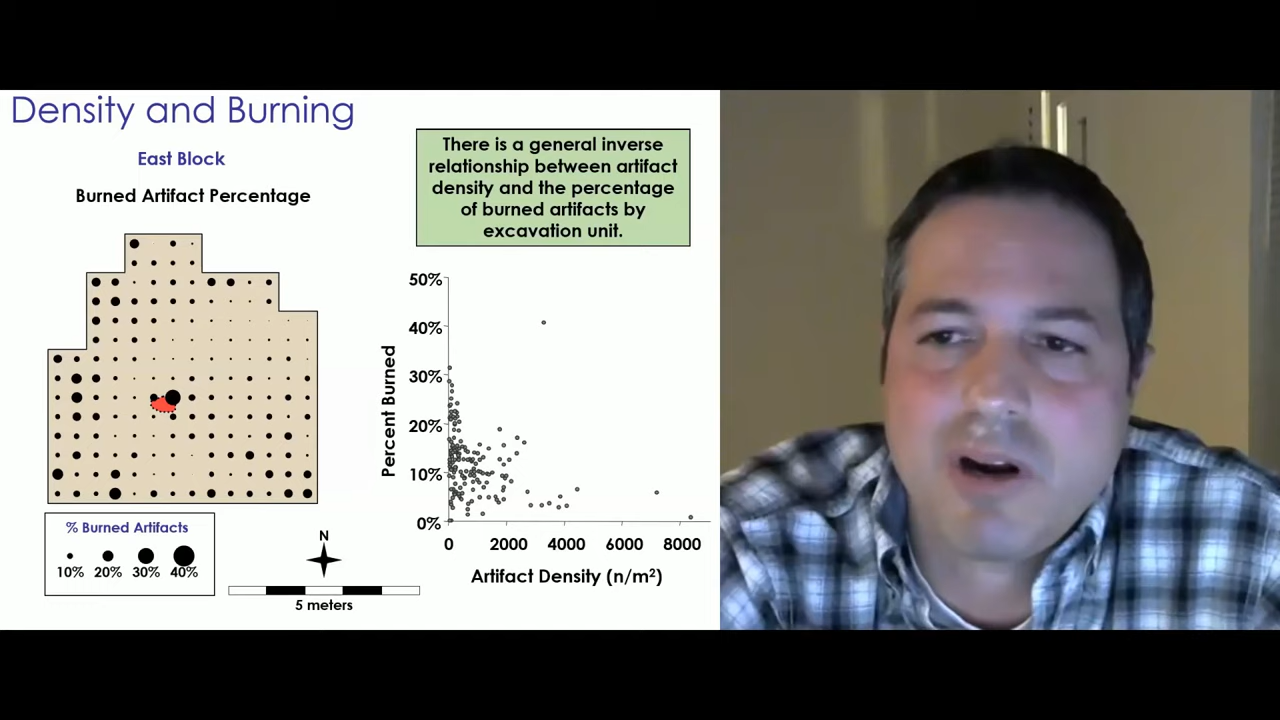 Density and Burning
East Block
Burned Artifact Percentage
There is a general inverse
relationship between artifact
density and the percentage
of burned artifacts by
excavation unit.
% Burned Artifacts
10% 20% 30% 40%
N
5 meters
50%
40%
30%
20%
10%
0%
Percent Burned
0 2000 4000 6000 8000
Artifact Density (n/m²)